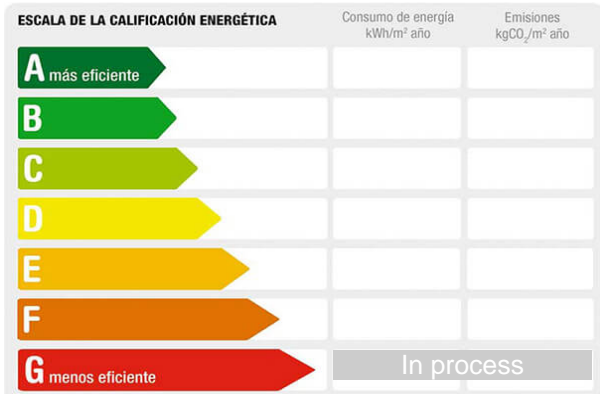 ESCALA DE LA CALIFICACIÓN ENERGÉTICA
Consumo de energía
kWh/m² año
Emisiones
kgCO₂/m² año
A más eficiente
B
C
D
E
F
G menos eficiente
In process